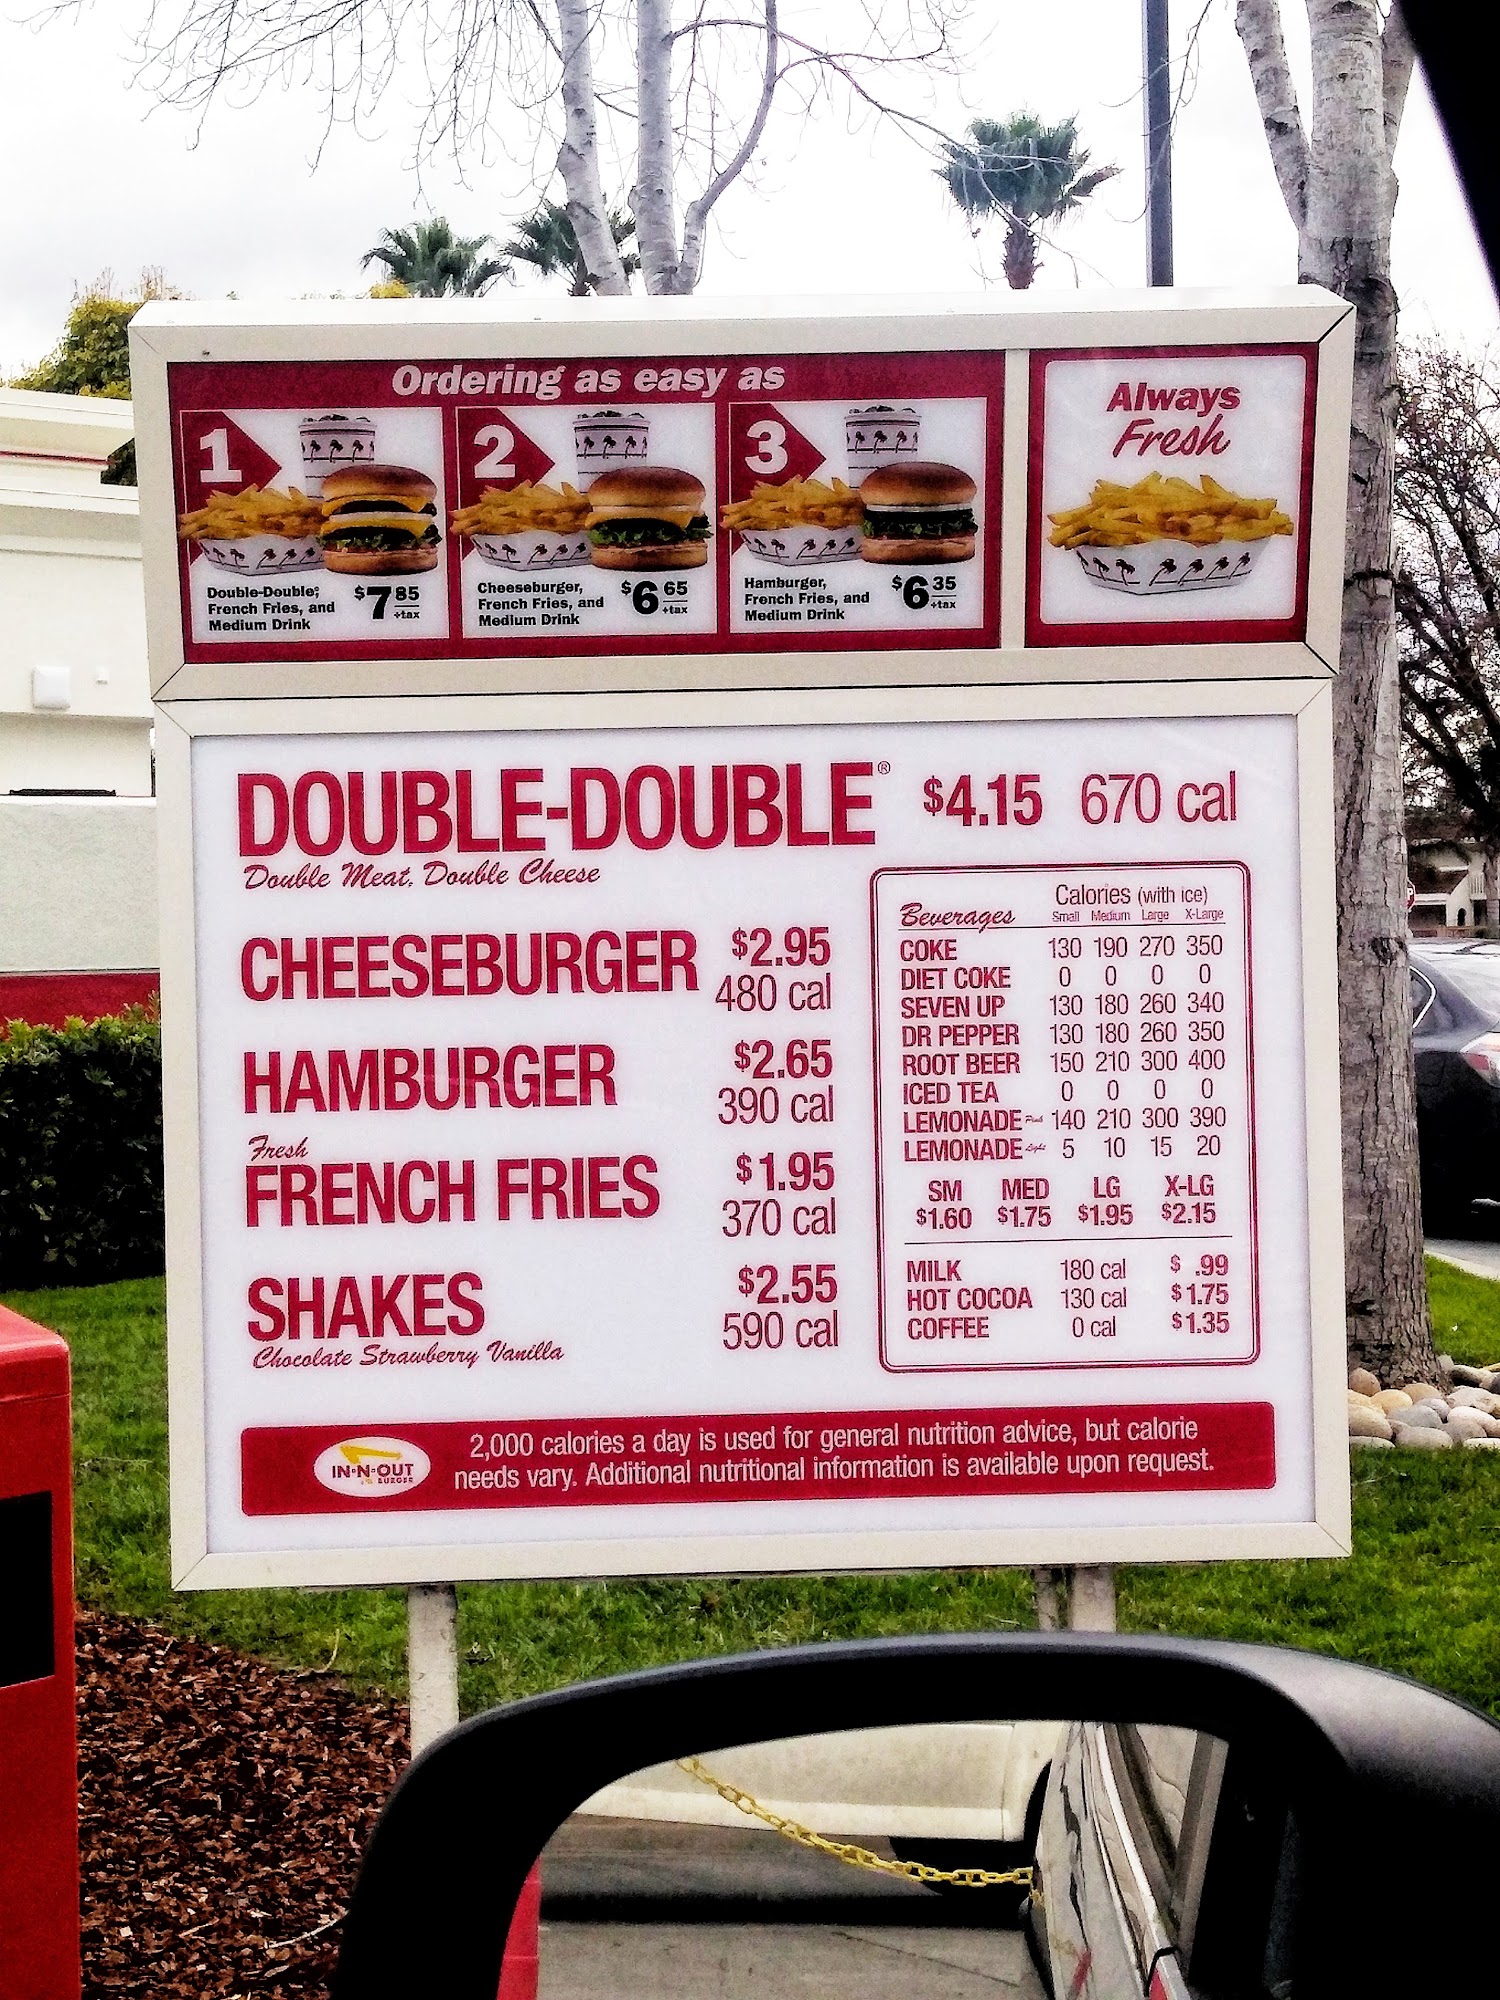 Ordering as easy as
1
Double-Double,
French Fries, and
Medium Drink
$7 85
+tax
2
Cheeseburger,
French Fries, and
Medium Drink
$6 65
+tax
3
Hamburger,
French Fries, and
Medium Drink
$6 35
+tax
Always
Fresh
DOUBLE-DOUBLE® $4.15 670 cal
Double Meat, Double Cheese
CHEESEBURGER $2.95
480 cal
HAMBURGER $2.65
390 cal
Fresh
FRENCH FRIES $1.95
370 cal
SHAKES $2.55
590 cal
Chocolate Strawberry Vanilla
Calories (with ice)
Beverages Small Medium Large X-Large
COKE 130 190 270 350
DIET COKE 0 0 0 0
SEVEN UP 130 180 260 340
DR PEPPER 130 180 260 350
ROOT BEER 150 210 300 400
ICED TEA 0 0 0 0
LEMONADE Pink 140 210 300 390
LEMONADE Light 5 10 15 20
SM MED LG X-LG
$1.60 $1.75 $1.95 $2.15
MILK 180 cal $ .99
HOT COCOA 130 cal $1.75
COFFEE 0 cal $1.35
IN-N-OUT
BURGER
2,000 calories a day is used for general nutrition advice, but calorie
needs vary. Additional nutritional information is available upon request.